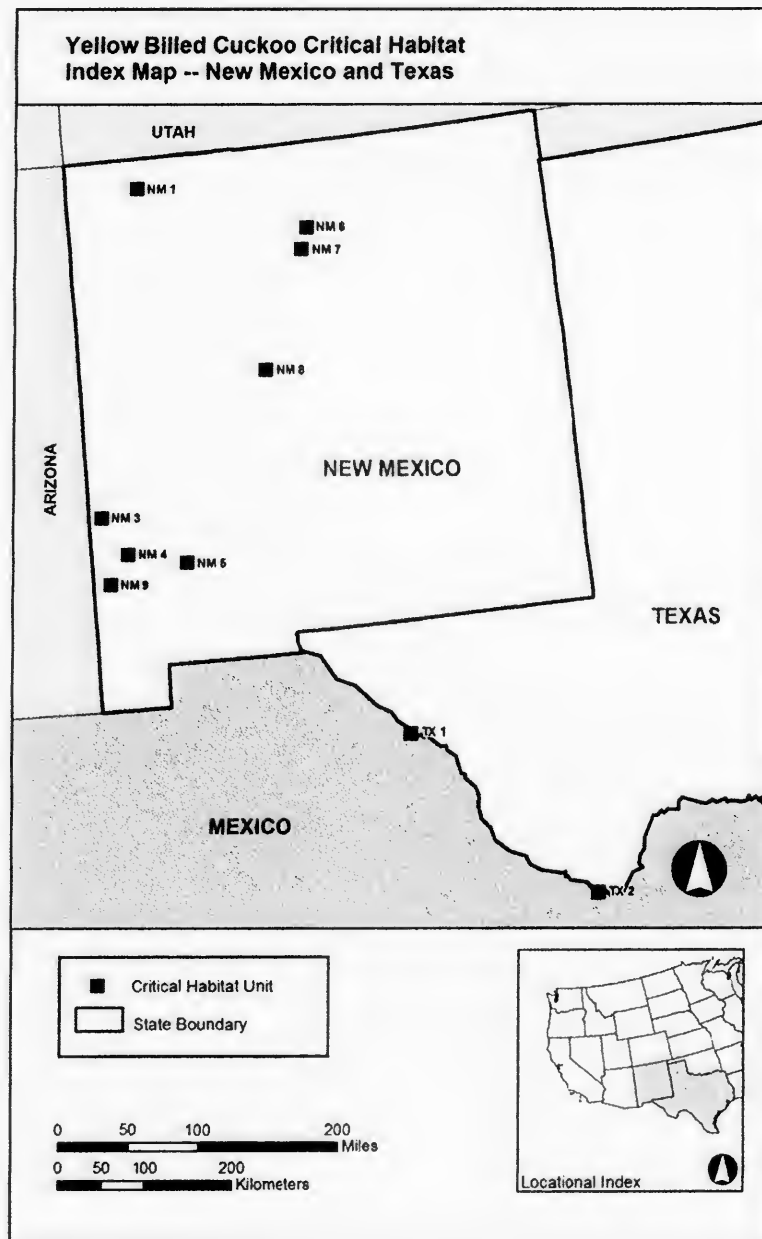 Yellow Billed Cuckoo Critical Habitat
Index Map -- New Mexico and Texas
UTAH
NM 1
NM 6
NM 7
NM 8
ARIZONA
NEW MEXICO
NM 3
NM 4
NM 5
NM 9
TEXAS
TX 1
MEXICO
TX 2
Critical Habitat Unit
State Boundary
0 50 100 200
Miles
0 50 100 200
Kilometers
Locational Index